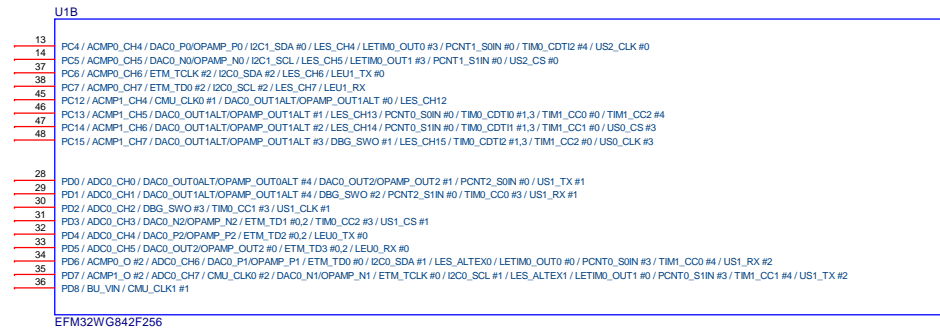 U1B
13 PC4 / ACMP0_CH4 / DAC0_P0/OPAMP_P0 / I2C1_SDA #0 / LES_CH4 / LETIM0_OUT0 #3 / PCNT1_S0IN #0 / TIM0_CDTI2 #4 / US2_CLK #0
14 PC5 / ACMP0_CH5 / DAC0_N0/OPAMP_N0 / I2C1_SCL / LES_CH5 / LETIM0_OUT1 #3 / PCNT1_S1IN #0 / US2_CS #0
37 PC6 / ACMP0_CH6 / ETM_TCLK #2 / I2C0_SDA #2 / LES_CH6 / LEU1_TX #0
38 PC7 / ACMP0_CH7 / ETM_TD0 #2 / I2C0_SCL #2 / LES_CH7 / LEU1_RX
45 PC12 / ACMP1_CH4 / CMU_CLK0 #1 / DAC0_OUT1ALT/OPAMP_OUT1ALT #0 / LES_CH12
46 PC13 / ACMP1_CH5 / DAC0_OUT1ALT/OPAMP_OUT1ALT #1 / LES_CH13 / PCNT0_S0IN #0 / TIM0_CDTI0 #1,3 / TIM1_CC0 #0 / TIM1_CC2 #4
47 PC14 / ACMP1_CH6 / DAC0_OUT1ALT/OPAMP_OUT1ALT #2 / LES_CH14 / PCNT0_S1IN #0 / TIM0_CDTI1 #1,3 / TIM1_CC1 #0 / US0_CS #3
48 PC15 / ACMP1_CH7 / DAC0_OUT1ALT/OPAMP_OUT1ALT #3 / DBG_SWO #1 / LES_CH15 / TIM0_CDTI2 #1,3 / TIM1_CC2 #0 / US0_CLK #3
28 PD0 / ADC0_CH0 / DAC0_OUT0ALT/OPAMP_OUT0ALT #4 / DAC0_OUT2/OPAMP_OUT2 #1 / PCNT2_S0IN #0 / US1_TX #1
29 PD1 / ADC0_CH1 / DAC0_OUT1ALT/OPAMP_OUT1ALT #4 / DBG_SWO #2 / PCNT2_S1IN #0 / TIM0_CC0 #3 / US1_RX #1
30 PD2 / ADC0_CH2 / DBG_SWO #3 / TIM0_CC1 #3 / US1_CLK #1
31 PD3 / ADC0_CH3 / DAC0_N2/OPAMP_N2 / ETM_TD1 #0,2 / TIM0_CC2 #3 / US1_CS #1
32 PD4 / ADC0_CH4 / DAC0_P2/OPAMP_P2 / ETM_TD2 #0,2 / LEU0_TX #0
33 PD5 / ADC0_CH5 / DAC0_OUT2/OPAMP_OUT2 #0 / ETM_TD3 #0,2 / LEU0_RX #0
34 PD6 / ACMP0_O #2 / ADC0_CH6 / DAC0_P1/OPAMP_P1 / ETM_TD0 #0 / I2C0_SDA #1 / LES_ALTEX0 / LETIM0_OUT0 #0 / PCNT0_S0IN #3 / TIM1_CC0 #4 / US1_RX #2
35 PD7 / ACMP1_O #2 / ADC0_CH7 / CMU_CLK0 #2 / DAC0_N1/OPAMP_N1 / ETM_TCLK #0 / I2C0_SCL #1 / LES_ALTEX1 / LETIM0_OUT1 #0 / PCNT0_S1IN #3 / TIM1_CC1 #4 / US1_TX #2
36 PD8 / BU_VIN / CMU_CLK1 #1
EFM32WG842F256